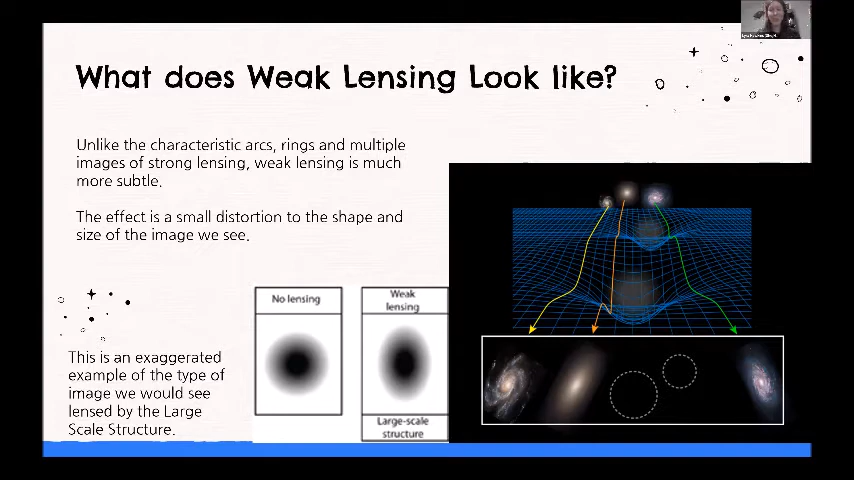 What does Weak Lensing Look like?
Unlike the characteristic arcs, rings and multiple
images of strong lensing, weak lensing is much
more subtle.
The effect is a small distortion to the shape and
size of the image we see.
No lensing
Weak
lensing
Large-scale
structure
This is an exaggerated
example of the type of
image we would see
lensed by the Large
Scale Structure.